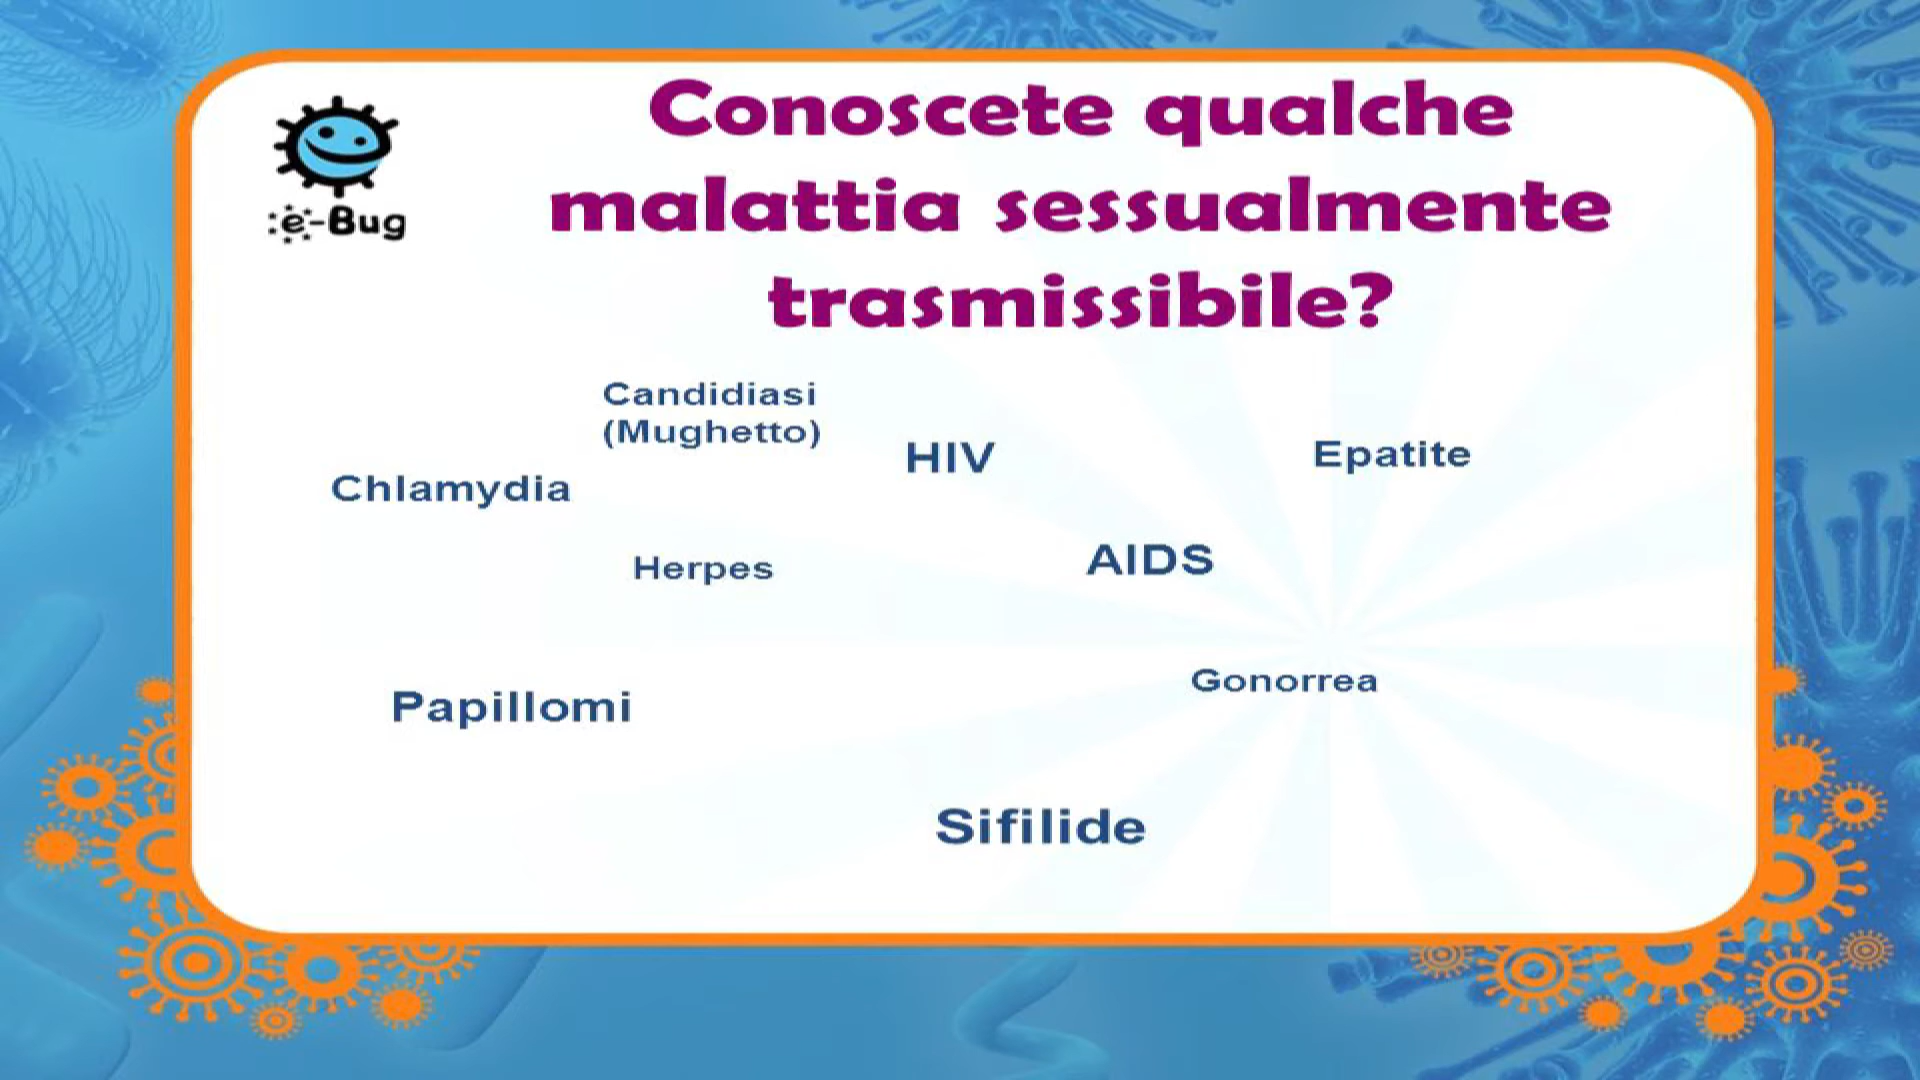 Conoscete qualche
malattia sessualmente
trasmissibile?
e-Bug
Candidiasi
(Mughetto)
HIV
Epatite
Chlamydia
Herpes
AIDS
Gonorrea
Papillomi
Sifilide